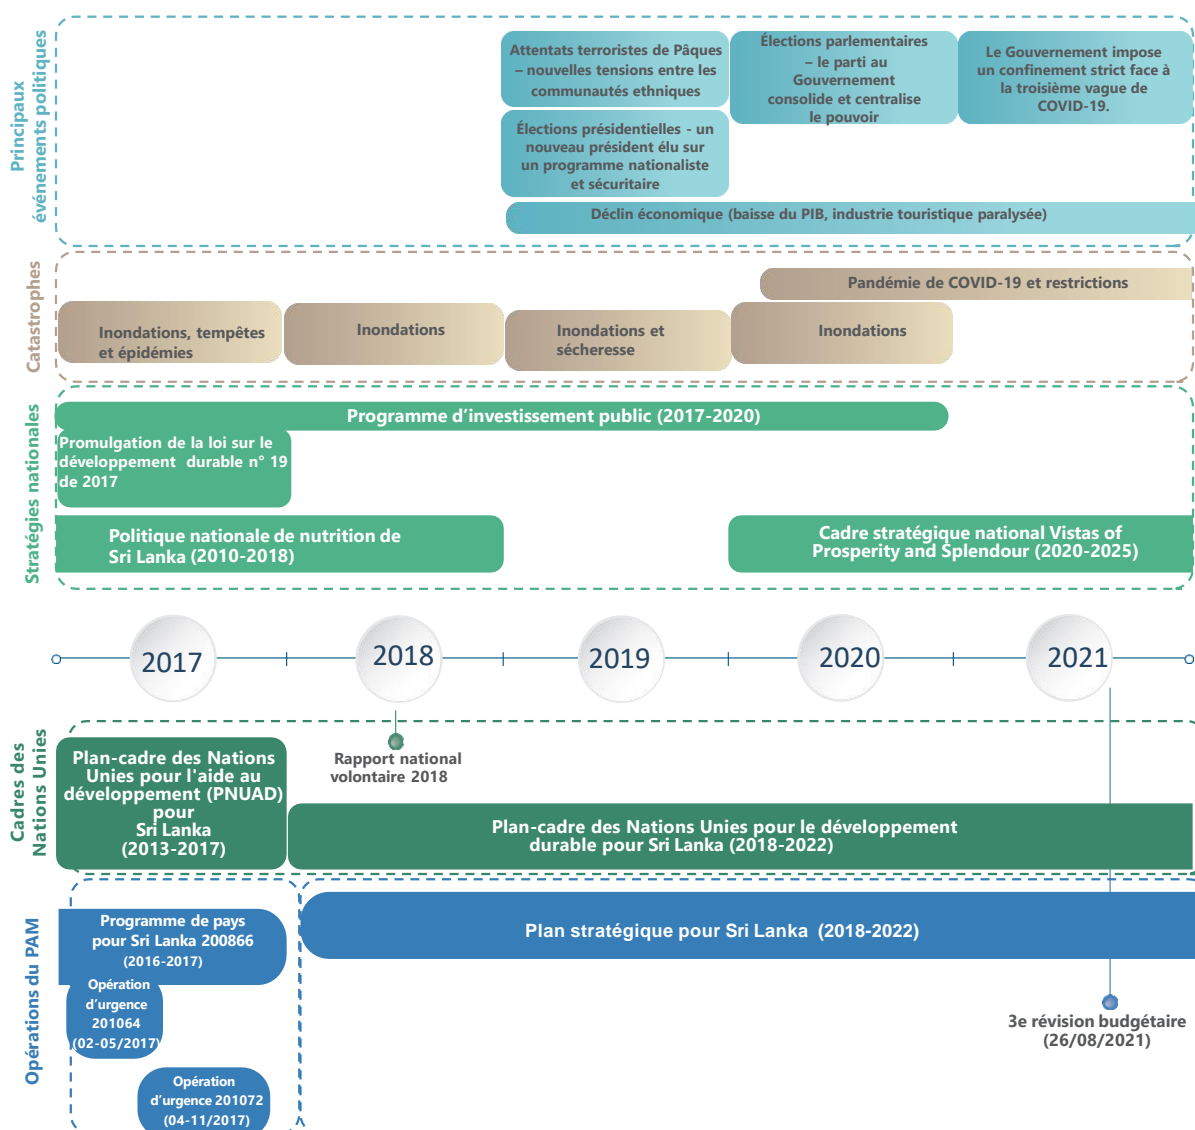 Principaux
événements politiques
Attentats terroristes de Pâques
– nouvelles tensions entre les
communautés ethniques
Élections présidentielles - un
nouveau président élu sur
un programme nationaliste
et sécuritaire
Élections parlementaires
– le parti au
Gouvernement
consolide et centralise
le pouvoir
Le Gouvernement impose
un confinement strict face à
la troisième vague de
COVID-19.
Déclin économique (baisse du PIB, industrie touristique paralysée)
Catastrophes
Pandémie de COVID-19 et restrictions
Inondations, tempêtes
et épidémies
Inondations
Inondations et
sécheresse
Inondations
Stratégies nationales
Programme d’investissement public (2017-2020)
Promulgation de la loi sur le
développement durable n° 19
de 2017
Politique nationale de nutrition de
Sri Lanka (2010-2018)
Cadre stratégique national Vistas of
Prosperity and Splendour (2020-2025)
2017
2018
2019
2020
2021
Cadres des
Nations Unies
Plan-cadre des Nations
Unies pour l'aide au
développement (PNUAD)
pour
Sri Lanka
(2013-2017)
Rapport national
volontaire 2018
Plan-cadre des Nations Unies pour le développement
durable pour Sri Lanka (2018-2022)
Opérations du PAM
Programme de pays
pour Sri Lanka 200866
(2016-2017)
Opération
d’urgence
201064
(02-05/2017)
Opération
d’urgence 201072
(04-11/2017)
Plan stratégique pour Sri Lanka (2018-2022)
3e révision budgétaire
(26/08/2021)